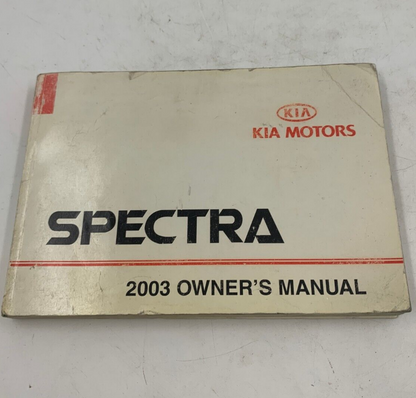 KIA
KIA MOTORS
SPECTRA
2003 OWNER'S MANUAL